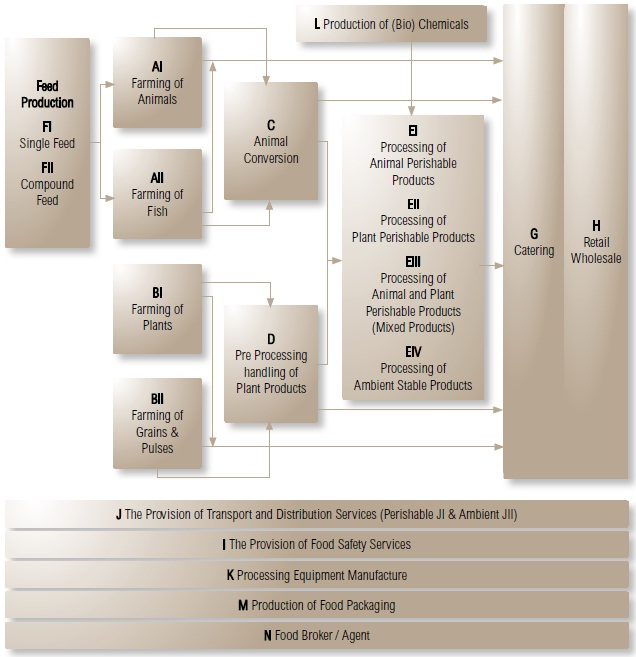 L Production of (Bio) Chemicals
Feed
Production
FI
Single Feed
FII
Compound
Feed
AI
Farming of
Animals
AII
Farming of
Fish
BI
Farming of
Plants
BII
Farming of
Grains &
Pulses
C
Animal
Conversion
D
Pre Processing
handling of
Plant Products
EI
Processing of
Animal Perishable
Products
EII
Processing of
Plant Perishable Products
EIII
Processing of
Animal and Plant
Perishable Products
(Mixed Products)
EIV
Processing of
Ambient Stable Products
G
Catering
H
Retail
Wholesale
J The Provision of Transport and Distribution Services (Perishable JI & Ambient JII)
I The Provision of Food Safety Services
K Processing Equipment Manufacture
M Production of Food Packaging
N Food Broker / Agent